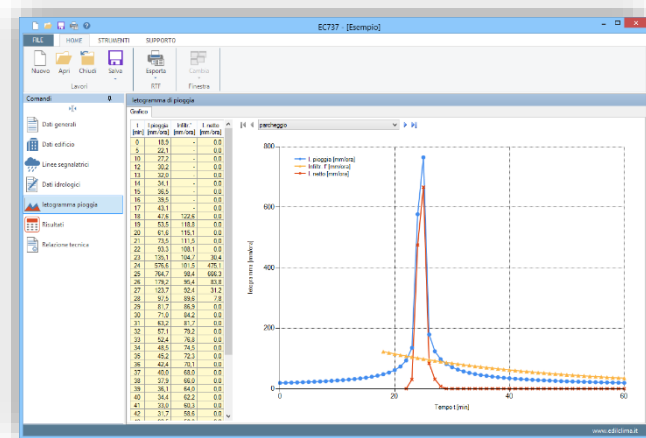 EC737 - [Esempio]
FILE HOME STRUMENTI SUPPORTO
Nuovo Apri Chiudi Salva Esporta Cambia
Lavori RTF Finestra
Comandi
Ietogramma di pioggia
Grafico
Dati generali
Dati edificio
Linee segnalatrici
Dati idrologici
Ietogramma pioggia
Risultati
Relazione tecnica
parcheggio
t I pioggia Infiltr. f I netto
[min] [mm/ora] [mm/ora] [mm/ora]
0 18,9 - 0,0
5 22,1 - 0,0
10 27,2 - 0,0
12 30,2 - 0,0
13 32,0 - 0,0
14 34,1 - 0,0
15 36,5 - 0,0
16 39,5 - 0,0
17 43,1 - 0,0
18 47,6 122,6 0,0
19 53,5 118,8 0,0
20 61,6 115,1 0,0
21 73,5 111,5 0,0
22 93,3 108,1 0,0
23 135,1 104,7 30,4
24 576,6 101,5 475,1
25 764,7 98,4 666,3
26 179,2 95,4 83,8
27 123,7 92,4 31,2
28 97,5 89,6 7,8
29 81,7 86,9 0,0
30 71,0 84,2 0,0
31 63,2 81,7 0,0
32 57,1 79,2 0,0
33 52,4 76,8 0,0
34 48,5 74,5 0,0
35 45,2 72,3 0,0
36 42,4 70,1 0,0
37 40,0 68,0 0,0
38 37,9 66,0 0,0
39 36,1 64,0 0,0
40 34,4 62,2 0,0
41 33,0 60,3 0,0
42 31,7 58,6 0,0
I pioggia [mm/ora]
Infiltr. f [mm/ora]
I netto [mm/ora]
800
600
400
200
0
Ietogramma [mm/ora]
0 20 40 60
Tempo t [min]
www.edilclima.it